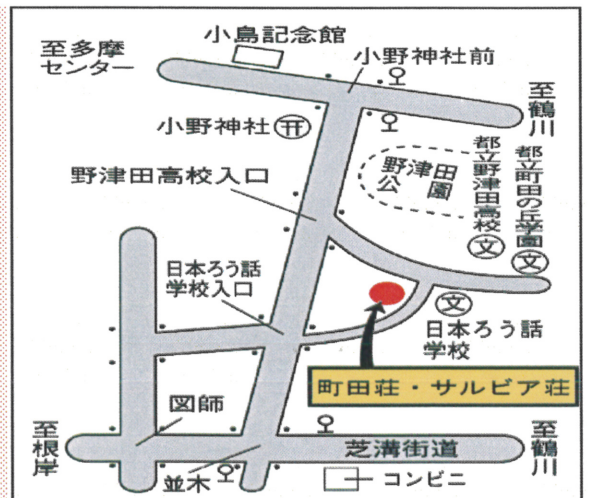 小島記念館
至多摩
センター
小野神社前
至鶴川
小野神社
野津田
公園
都立野津田高校
文
都立町田の丘学園
文
野津田高校入口
日本ろう話
学校入口
文
日本ろう話
学校
町田荘・サルビア荘
図師
至根岸
芝溝街道
至鶴川
並木
コンビニ